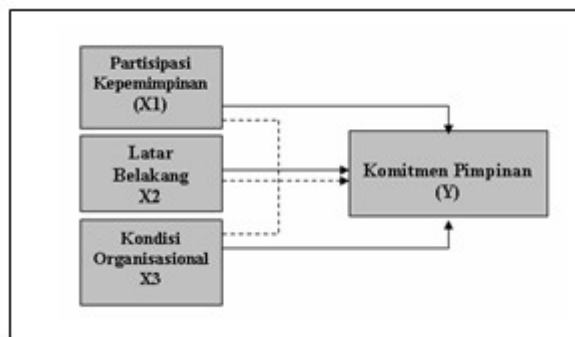 Partisipasi
Kepemimpinan
(X1)
Latar
Belakang
X2
Kondisi
Organisasional
X3
Komitmen Pimpinan
(Y)